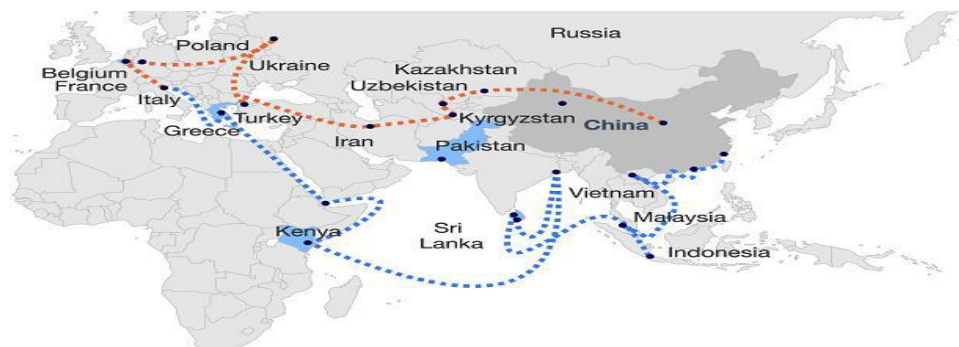 Russia
Poland
Ukraine
Kazakhstan
Belgium
Uzbekistan
France
Italy
Turkey
Kyrgyzstan
China
Greece
Iran
Pakistan
Vietnam
Malaysia
Kenya
Sri
Lanka
Indonesia